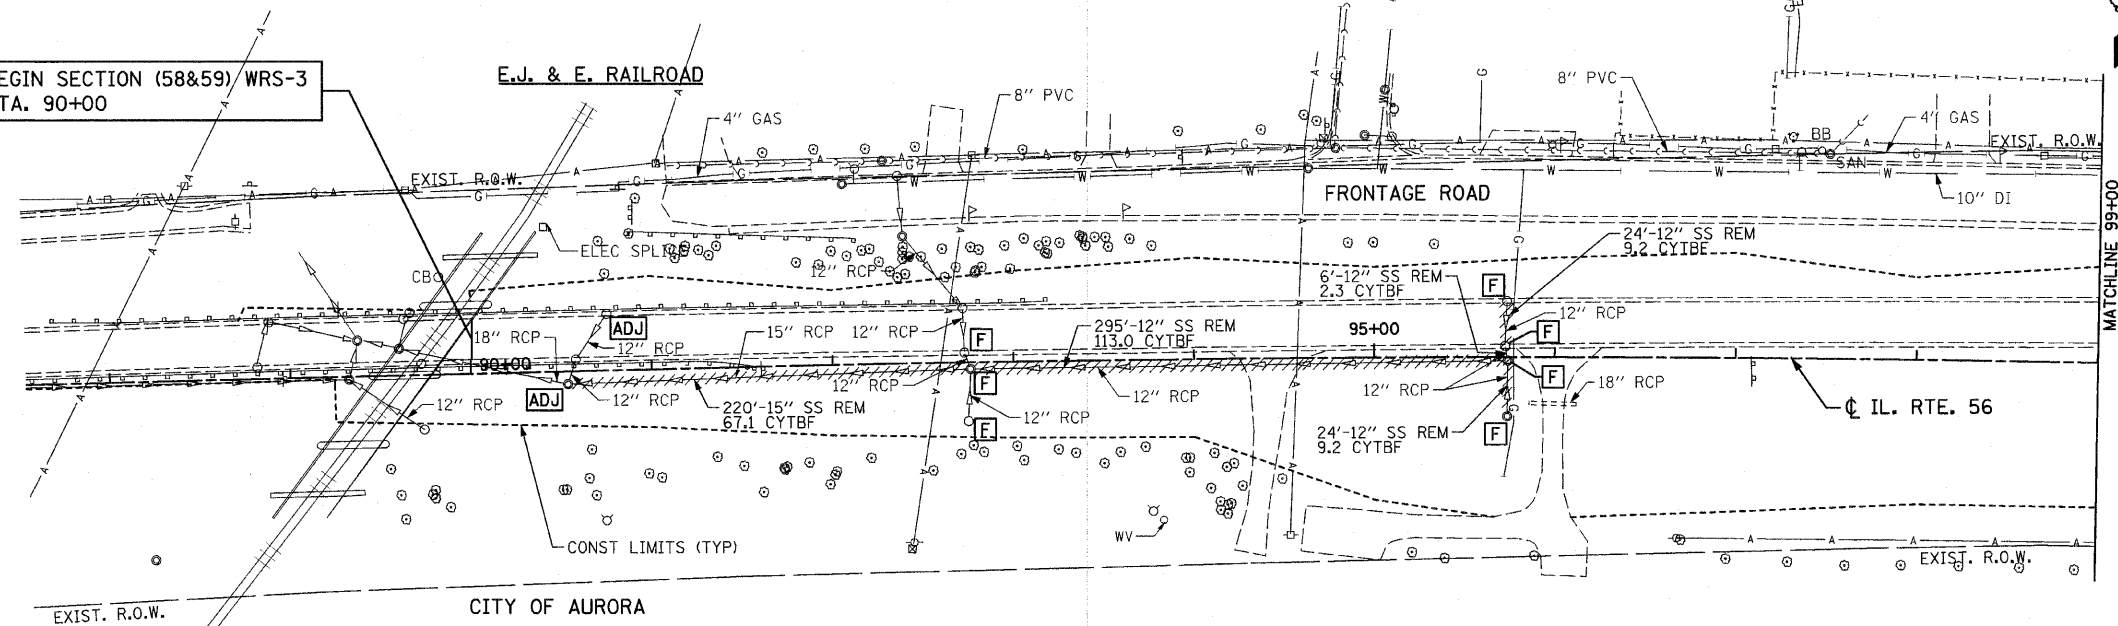 EGIN SECTION (58&59) WRS-3
TA. 90+00
E.J. & E. RAILROAD
4" GAS
8" PVC
8" PVC
4" GAS
BB
SAN
EXIST. R.O.W.
EXIST. R.O.W.
FRONTAGE ROAD
10" DI
MATCHLINE 99+00
ELEC SPLICE
CB
12" RCP
24'-12" SS REM
9.2 CYTBF
6'-12" SS REM
2.3 CYTBF
F
12" RCP
18" RCP
ADJ
12" RCP
15" RCP
12" RCP
F
295'-12" SS REM
113.0 CYTBF
95+00
F
90+00
12" RCP
ADJ
12" RCP
220'-15" SS REM
67.1 CYTBF
12" RCP
F
12" RCP
F
12" RCP
12" RCP
F
18" RCP
℄ IL. RTE. 56
24'-12" SS REM
9.2 CYTBF
F
WV
CONST LIMITS (TYP)
EXIST. R.O.W.
EXIST. R.O.W.
CITY OF AURORA